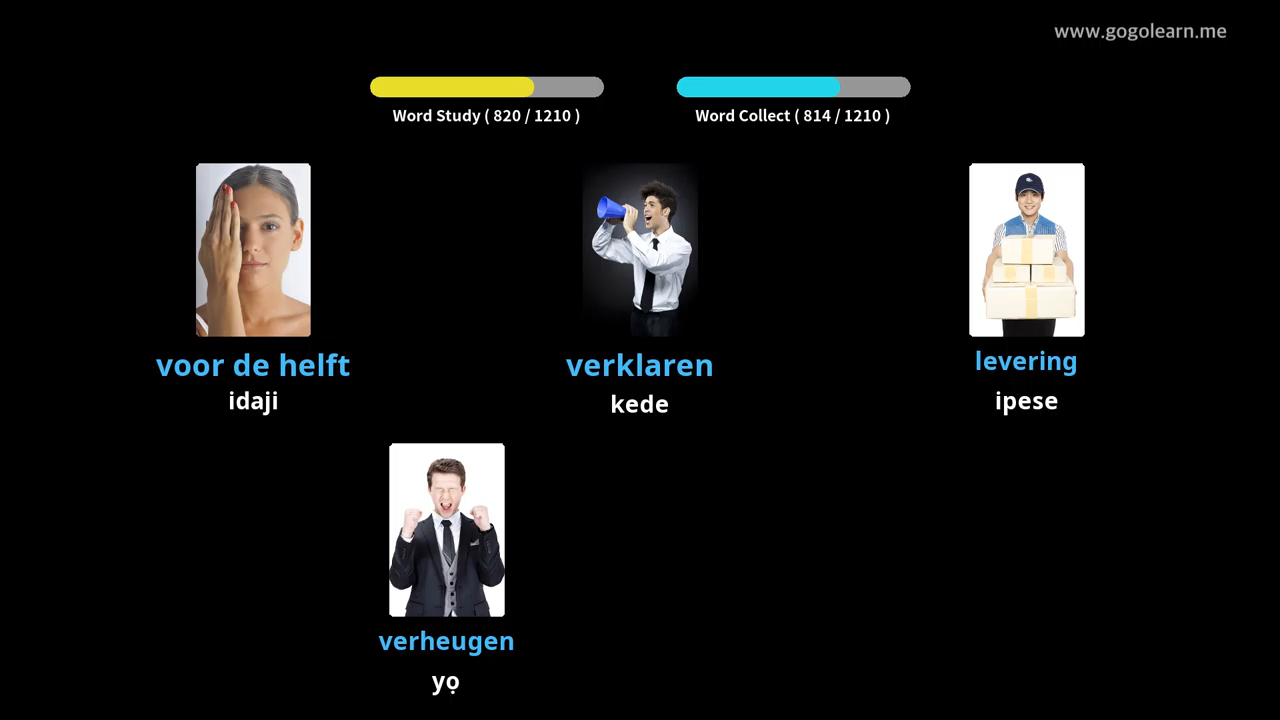 www.gogolearn.me
Word Study ( 820 / 1210 )
Word Collect ( 814 / 1210 )
voor de helft
idaji
verklaren
kede
levering
ipese
verheugen
yọ